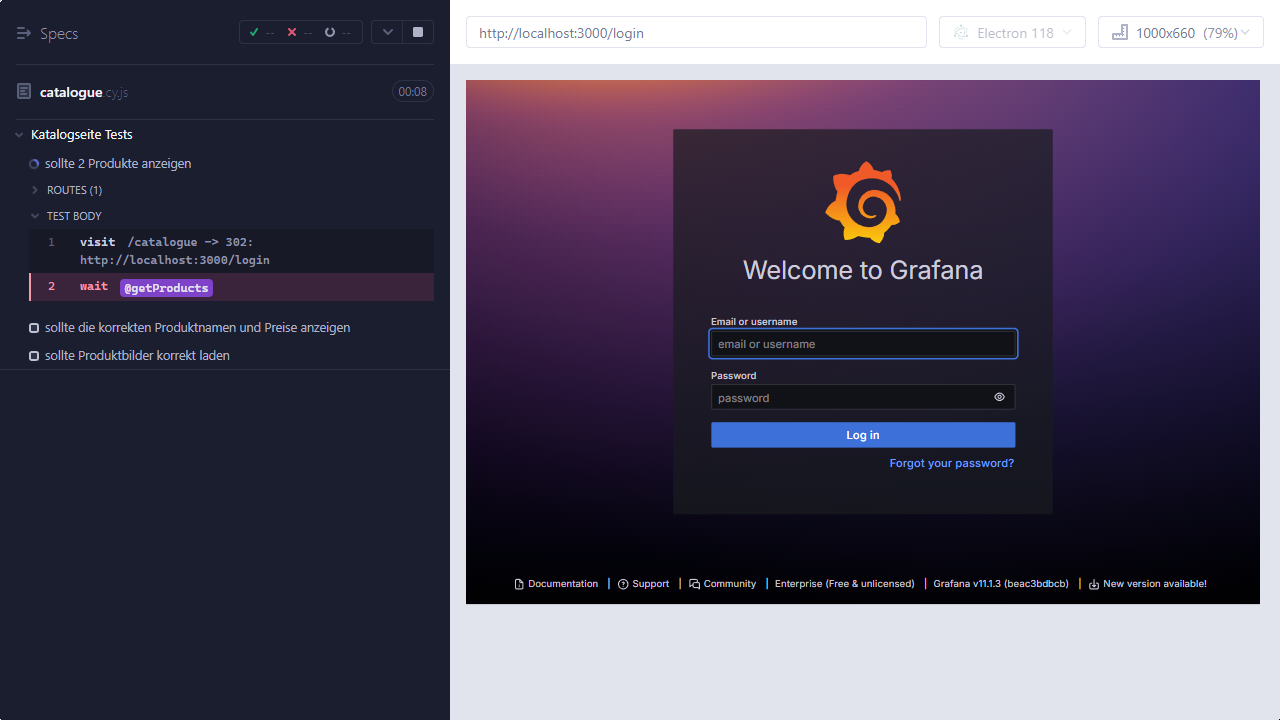 Specs
--
--
--
catalogue.cy.js
00:08
Katalogseite Tests
sollte 2 Produkte anzeigen
ROUTES (1)
TEST BODY
1 visit /catalogue -> 302:
http://localhost:3000/login
2 wait @getProducts
sollte die korrekten Produktnamen und Preise anzeigen
sollte Produktbilder korrekt laden
http://localhost:3000/login
Electron 118
1000x660 (79%)
Welcome to Grafana
Email or username
email or username
Password
password
Log in
Forgot your password?
Documentation | Support | Community | Enterprise (Free & unlicensed) | Grafana v11.1.3 (beac3bdbcb) | New version available!